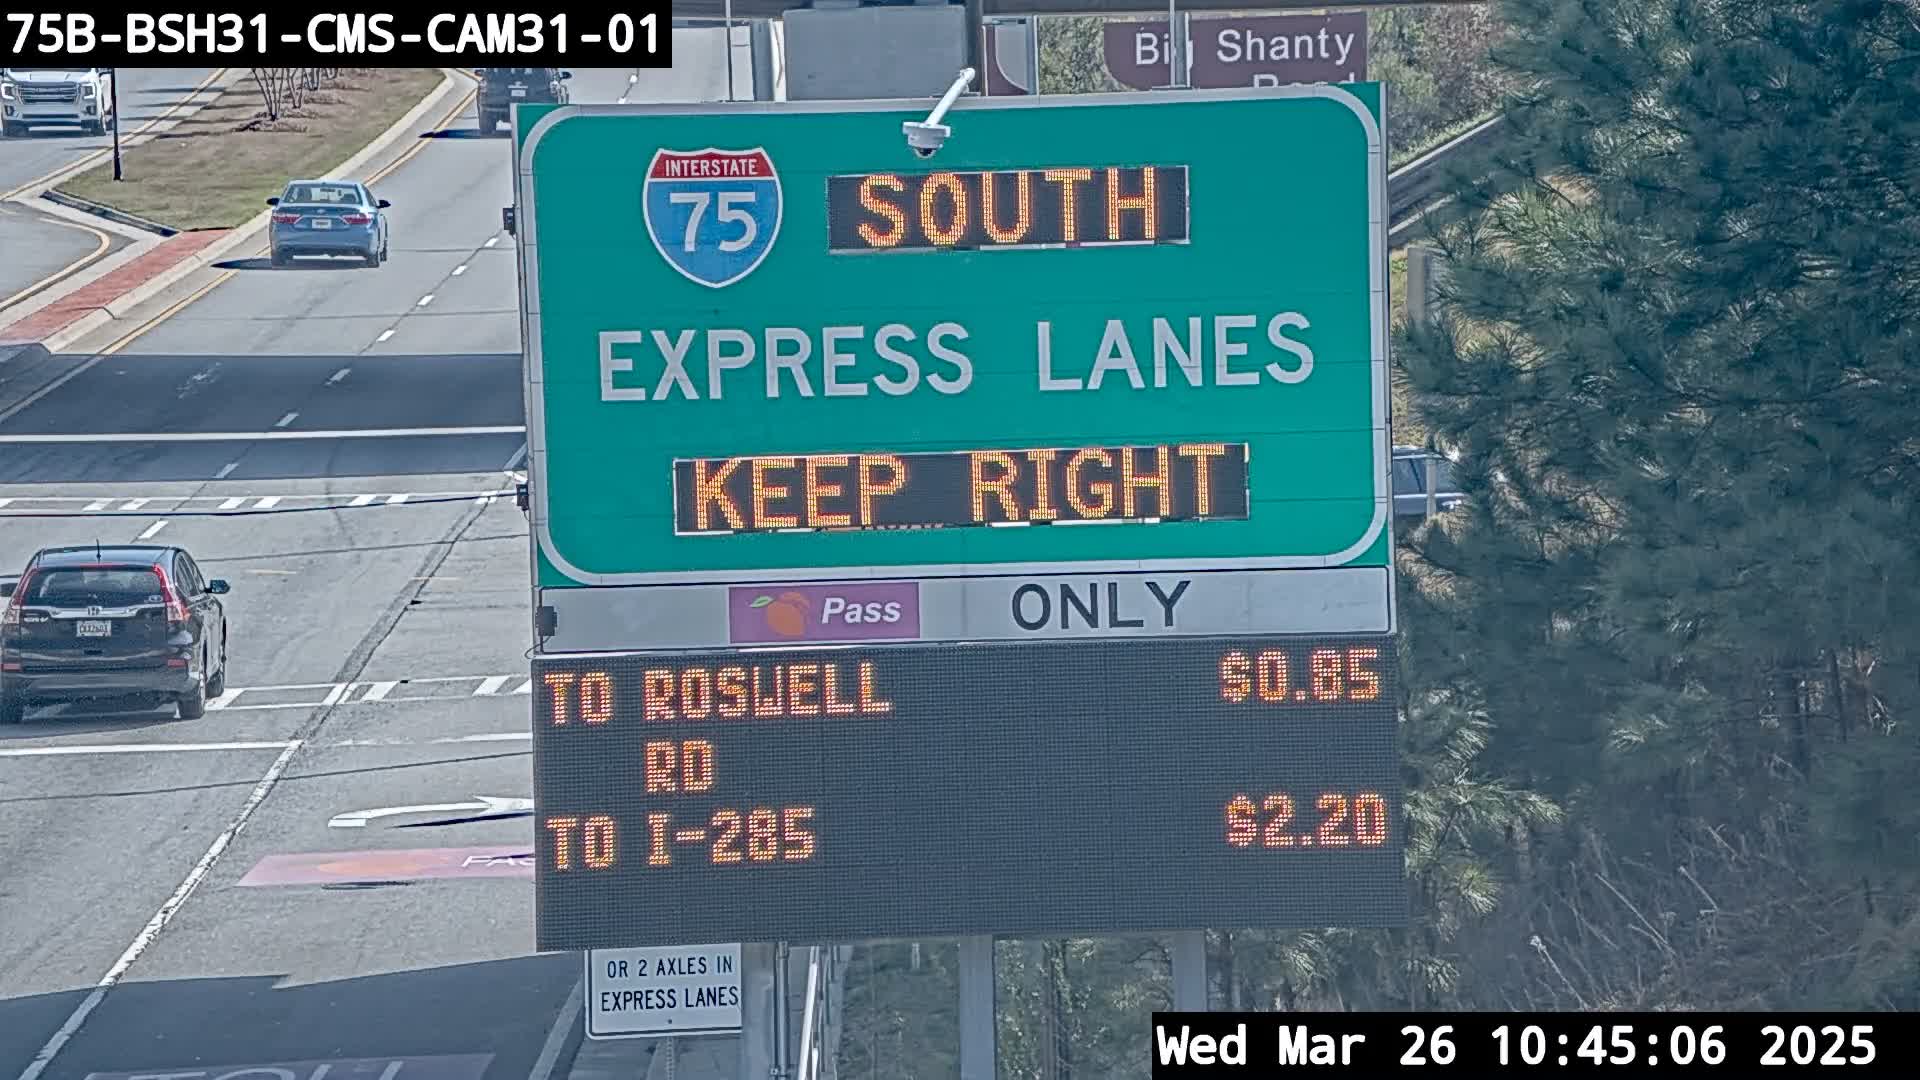 75B-BSH31-CMS-CAM31-01
Big Shanty
Road
INTERSTATE
75
SOUTH
EXPRESS LANES
KEEP RIGHT
Pass ONLY
TO ROSWELL $0.85
RD
TO I-285 $2.20
OR 2 AXLES IN
EXPRESS LANES
TOLL
Wed Mar 26 10:45:06 2025